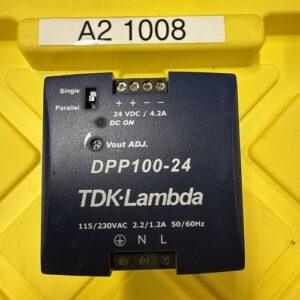 A2 1008
Single
Parallel
+ + − −
24 VDC / 4.2A
DC ON
Vout ADJ.
DPP100-24
TDK-Lambda
115/230VAC 2.2/1.2A 50/60Hz
N L